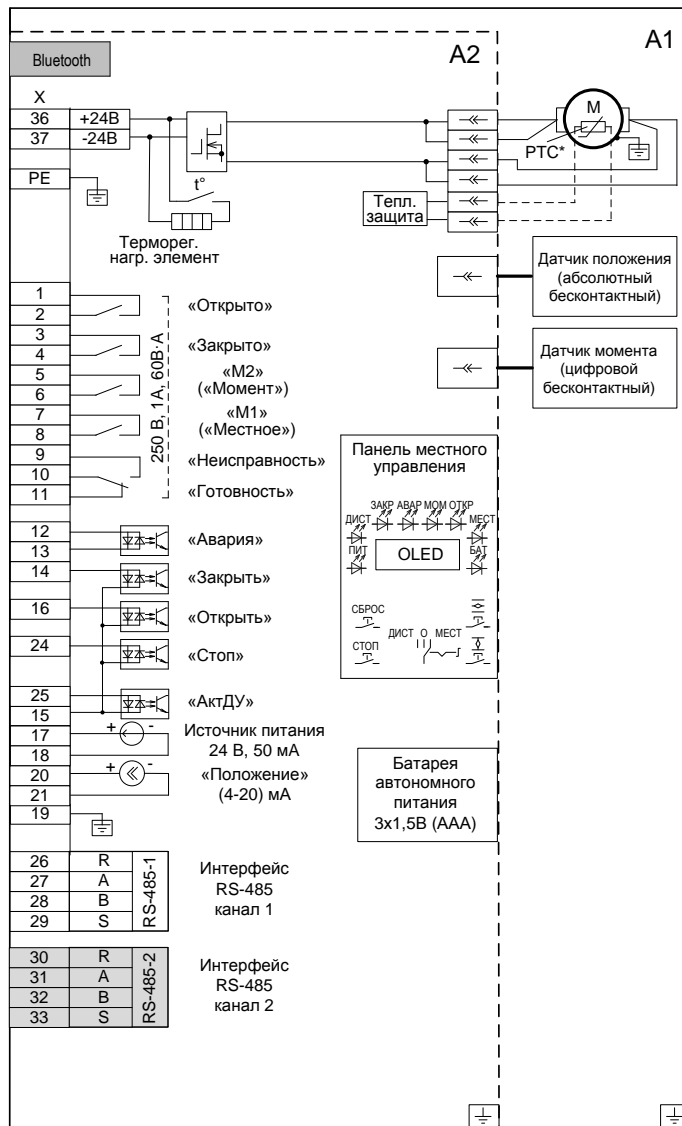 A1
A2
Bluetooth
X
36 +24В
37 -24В
PE
t°
Терморег.
нагр. элемент
Тепл.
защита
M
PTC*
Датчик положения
(абсолютный
бесконтактный)
Датчик момента
(цифровой
бесконтактный)
1
2
«Открыто»
3
4
«Закрыто»
5
6
«М2»
(«Момент»)
7
8
«М1»
(«Местное»)
9
10
11
«Неисправность»
«Готовность»
250 В, 1А, 60В·А
Панель местного
управления
ЗАКР АВАР МОМ ОТКР
ДИСТ МЕСТ
ПИТ OLED БАТ
СБРОС
ДИСТ О МЕСТ
СТОП
12
13
«Авария»
14
«Закрыть»
16
«Открыть»
24
«Стоп»
25
15
«АктДУ»
17 + -
18
Источник питания
24 В, 50 мА
20 + -
21
«Положение»
(4-20) мА
19
Батарея
автономного
питания
3х1,5В (ААА)
26 R
27 A
28 B
29 S
RS-485-1
Интерфейс
RS-485
канал 1
30 R
31 A
32 B
33 S
RS-485-2
Интерфейс
RS-485
канал 2